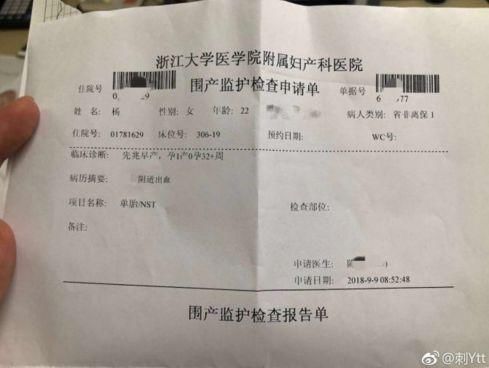 浙江大学医学院附属妇产科医院
围产监护检查申请单
住院号 0 9 单据号 6 77
姓名: 杨 性别: 女 年龄: 22 病人类别: 省非离保1
住院号: 01781629 床位号: 306-19 预约日期: WC号:
临床诊断: 先兆早产, 孕1产0孕32+周
病历摘要: 阴道出血
项目名称: 单胎/NST 检查部位:
备注:
申请医生:
申请日期: 2018-9-9 08:52:48
围产监护检查报告单
@刺Ytt